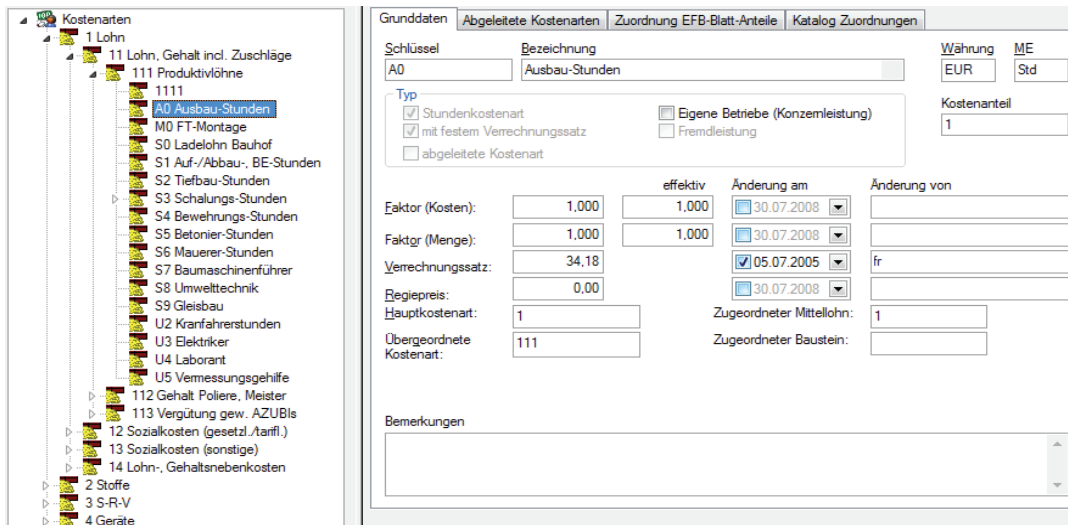 Kostenarten
1 Lohn
11 Lohn, Gehalt incl. Zuschläge
111 Produktivlöhne
1111
A0 Ausbau-Stunden
M0 FT-Montage
S0 Ladelohn Bauhof
S1 Auf-/Abbau-, BE-Stunden
S2 Tiefbau-Stunden
S3 Schalungs-Stunden
S4 Bewehrungs-Stunden
S5 Betonier-Stunden
S6 Mauerer-Stunden
S7 Baumaschinenführer
S8 Umwelttechnik
S9 Gleisbau
U2 Kranfahrerstunden
U3 Elektriker
U4 Laborant
U5 Vermessungsgehilfe
112 Gehalt Poliere, Meister
113 Vergütung gew. AZUBIs
12 Sozialkosten (gesetzl./tarifl.)
13 Sozialkosten (sonstige)
14 Lohn-, Gehaltsnebenkosten
2 Stoffe
3 S-R-V
4 Geräte
Grunddaten Abgeleitete Kostenarten Zuordnung EFB-Blatt-Anteile Katalog Zuordnungen
Schlüssel Bezeichnung Währung ME
A0 Ausbau-Stunden EUR Std
Typ
Stundenkostenart Eigene Betriebe (Konzernleistung) Kostenanteil
mit festem Verrechnungssatz Fremdleistung 1
abgeleitete Kostenart
effektiv Änderung am Änderung von
Faktor (Kosten): 1,000 1,000 30.07.2008
Faktor (Menge): 1,000 1,000 30.07.2008
Verrechnungssatz: 34,18 05.07.2005 fr
Regiepreis: 0,00 30.07.2008
Hauptkostenart: 1 Zugeordneter Mittellohn: 1
Übergeordnete
Kostenart: 111 Zugeordneter Baustein:
Bemerkungen